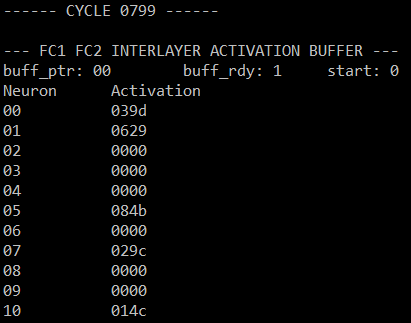 ------ CYCLE 0799 ------
--- FC1 FC2 INTERLAYER ACTIVATION BUFFER ---
buff_ptr: 00 buff_rdy: 1 start: 0
Neuron Activation
00 039d
01 0629
02 0000
03 0000
04 0000
05 084b
06 0000
07 029c
08 0000
09 0000
10 014c